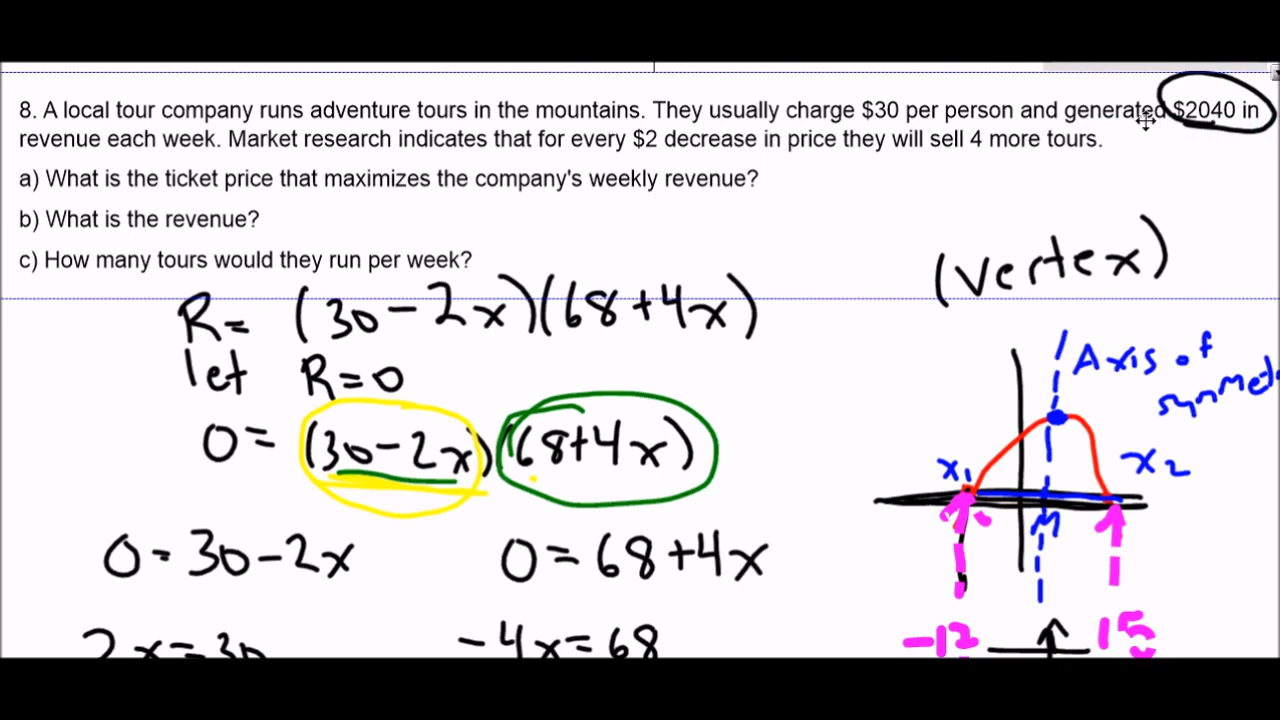 8. A local tour company runs adventure tours in the mountains. They usually charge $30 per person and generated $2040 in
revenue each week. Market research indicates that for every $2 decrease in price they will sell 4 more tours.
a) What is the ticket price that maximizes the company's weekly revenue?
b) What is the revenue?
c) How many tours would they run per week?
(vertex)
R= (30-2x)(68+4x)
let R=0
Axis of
0= (30-2x)(68+4x)
x1 x2
M
0=30-2x 0=68+4x
2x=30 -4x=68
15